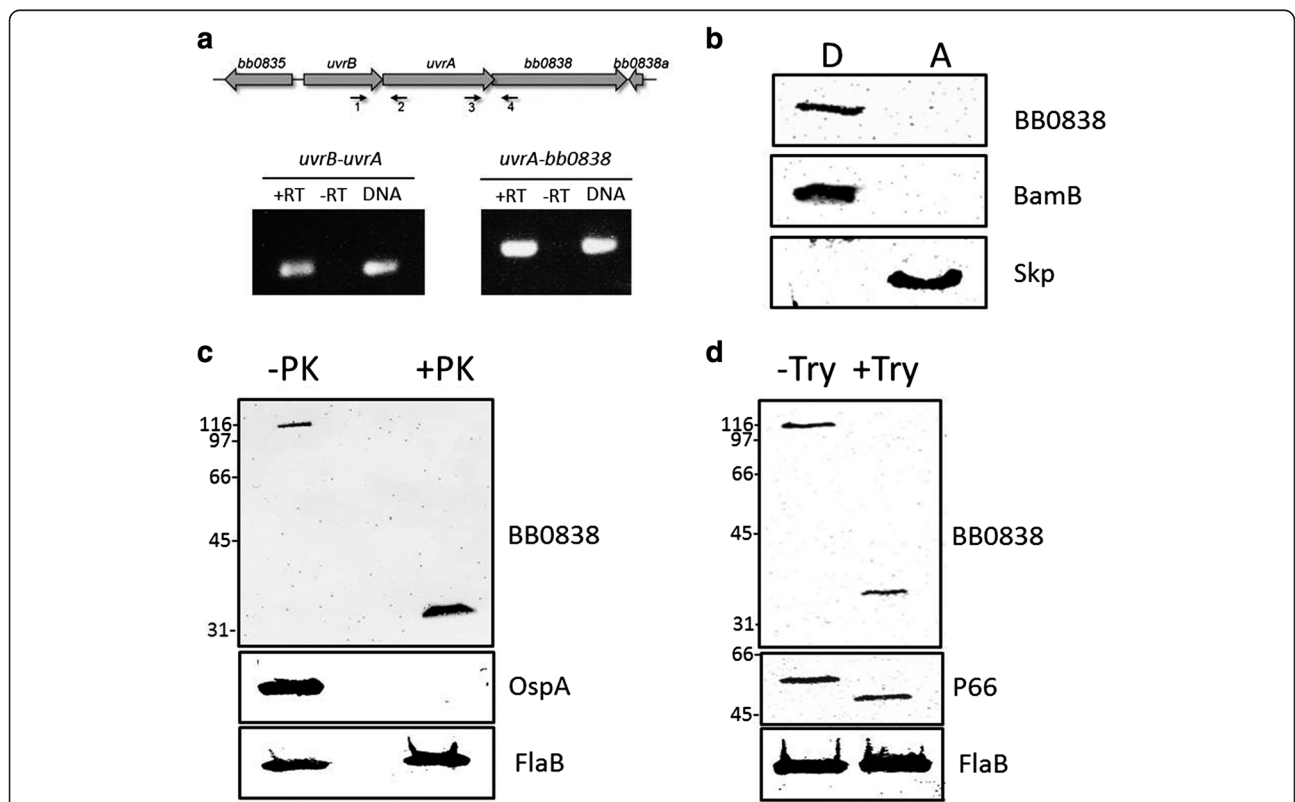 a
bb0835 uvrB uvrA bb0838 bb0838a
1 2 3 4
uvrB-uvrA uvrA-bb0838
+RT -RT DNA +RT -RT DNA
b
D A
BB0838
BamB
Skp
c
-PK +PK
116-
97-
66-
45-
31-
BB0838
OspA
FlaB
d
-Try +Try
116-
97-
66-
45-
31-
BB0838
66-
45-
P66
FlaB